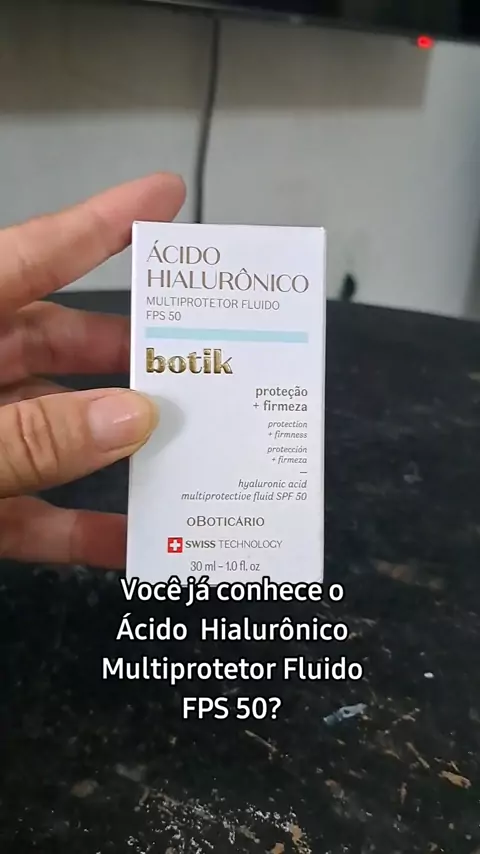 ÁCIDO
HIALURÔNICO
MULTIPROTETOR FLUIDO
FPS 50
botik
proteção
+ firmeza
protection
+ firmness
protección
+ firmeza
—
hyaluronic acid
multiprotective fluid SPF 50
oBOTICÁRIO
SWISS TECHNOLOGY
30 ml – 1.0 fl. oz
Você já conhece o
Ácido Hialurônico
Multiprotetor Fluido
FPS 50?